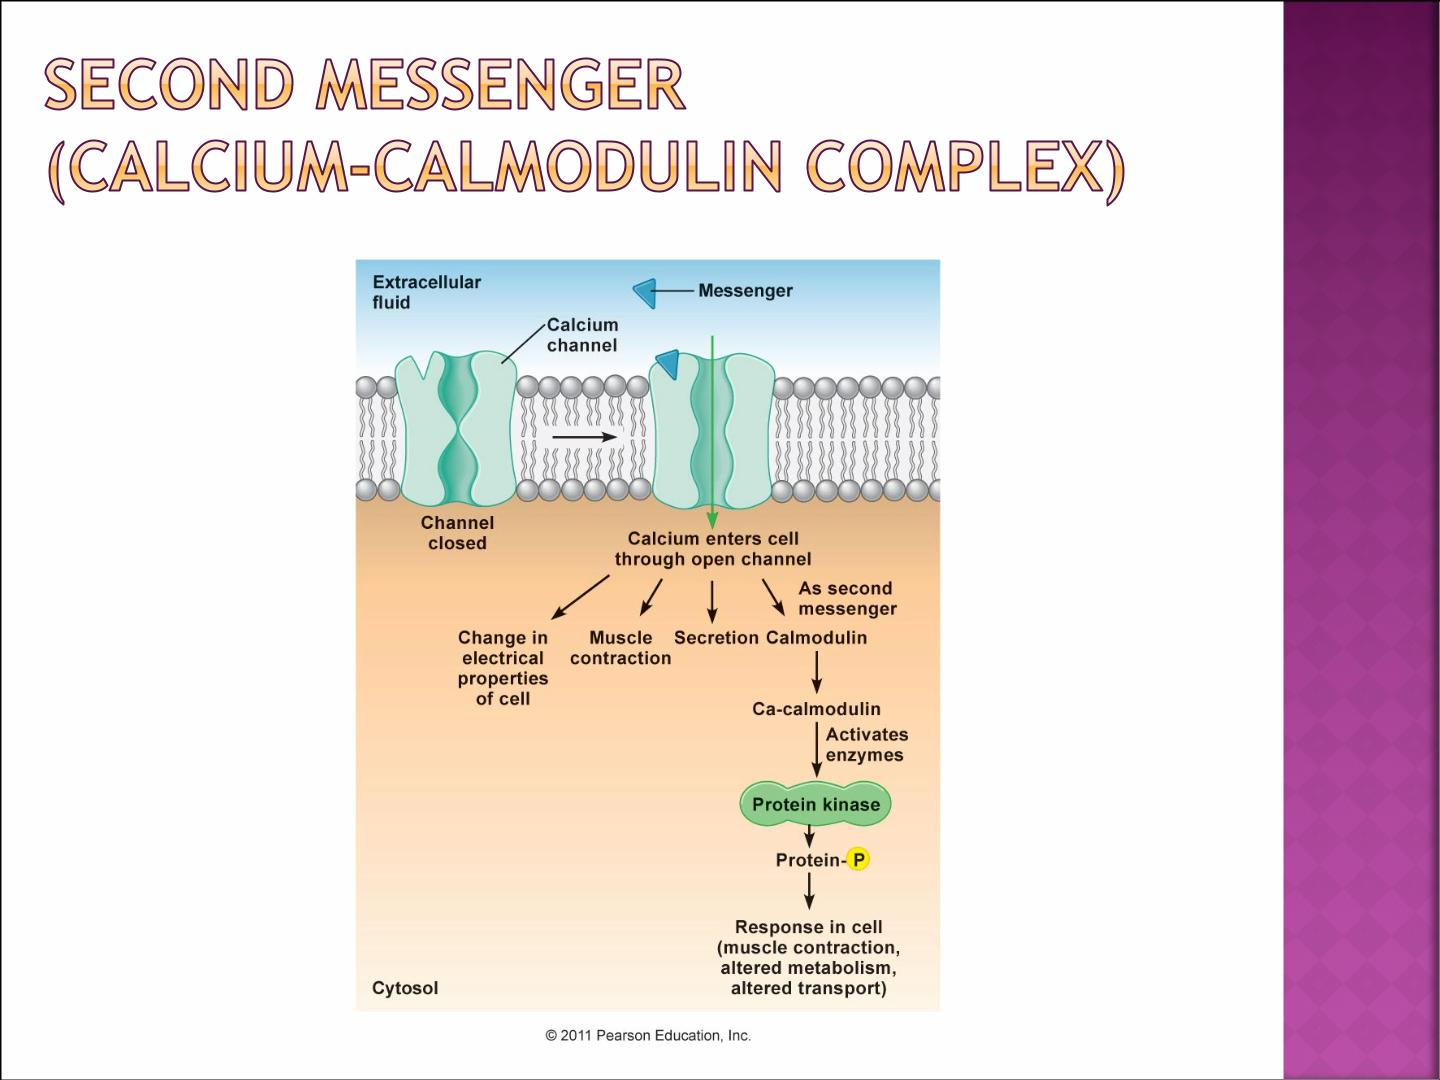 SECOND MESSENGER
(CALCIUM-CALMODULIN COMPLEX)
Extracellular
fluid
Messenger
Calcium
channel
Channel
closed
Calcium enters cell
through open channel
As second
messenger
Change in
electrical
properties
of cell
Muscle
contraction
Secretion
Calmodulin
Ca-calmodulin
Activates
enzymes
Protein kinase
Protein-P
Response in cell
(muscle contraction,
altered metabolism,
altered transport)
Cytosol
© 2011 Pearson Education, Inc.